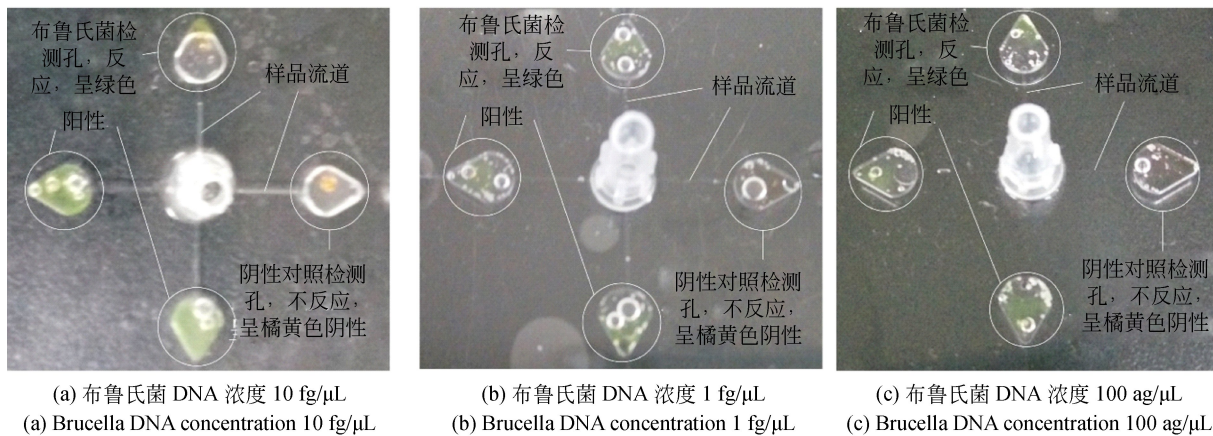 布鲁氏菌检
测孔，反
应，呈绿色
样品流道
阳性
阴性对照检测
孔，不反应，
呈橘黄色阴性
布鲁氏菌检
测孔，反
应，呈绿色
样品流道
阳性
阴性对照检测
孔，不反应，
呈橘黄色阴性
布鲁氏菌检
测孔，反
应，呈绿色
样品流道
阳性
阴性对照检测
孔，不反应，
呈橘黄色阴性
(a) 布鲁氏菌 DNA 浓度 10 fg/μL
(a) Brucella DNA concentration 10 fg/μL
(b) 布鲁氏菌 DNA 浓度 1 fg/μL
(b) Brucella DNA concentration 1 fg/μL
(c) 布鲁氏菌 DNA 浓度 100 ag/μL
(c) Brucella DNA concentration 100 ag/μL